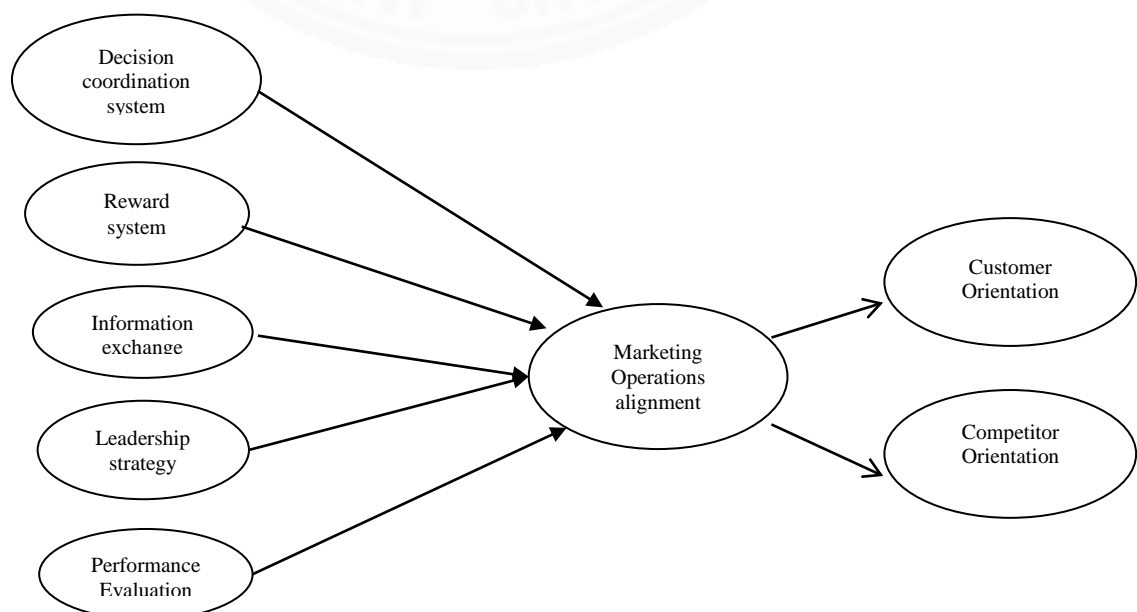 Decision
coordination
system
Reward
system
Information
exchange
Leadership
strategy
Performance
Evaluation
Marketing
Operations
alignment
Customer
Orientation
Competitor
Orientation